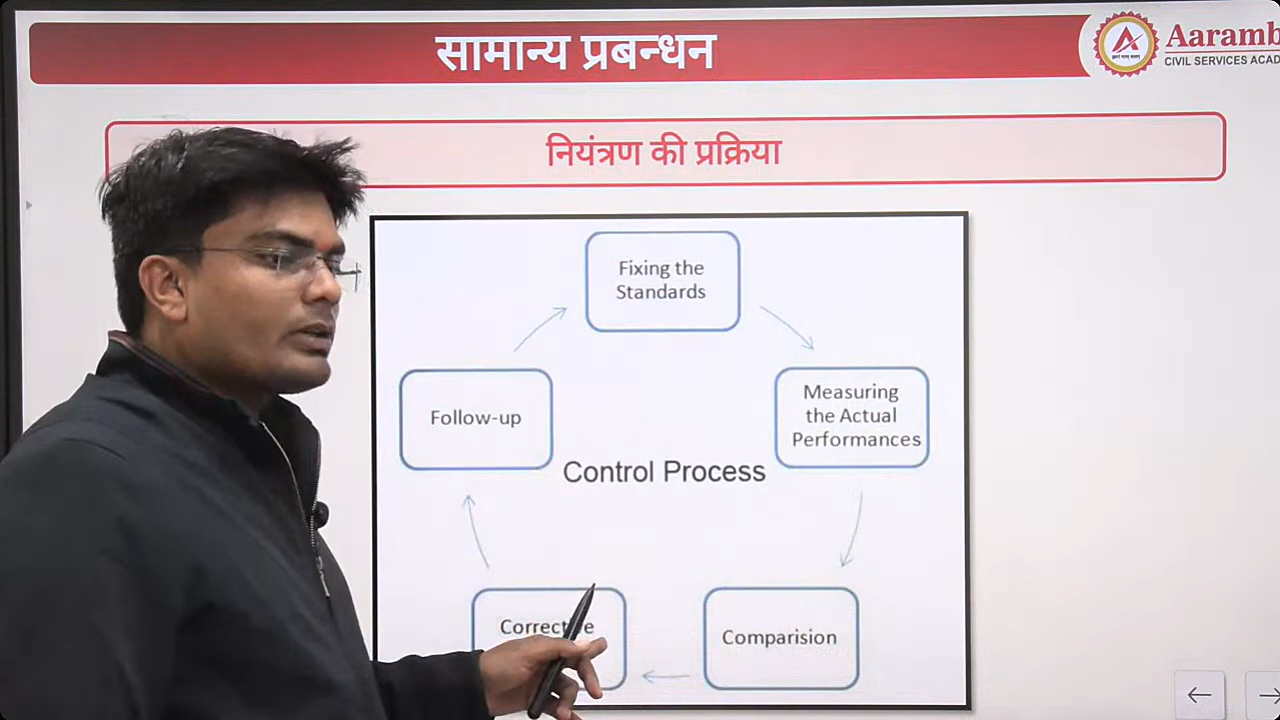 सामान्य प्रबन्धन
Aaramb
CIVIL SERVICES ACAD
नियंत्रण की प्रक्रिया
Fixing the
Standards
Follow-up
Measuring
the Actual
Performances
Control Process
Corrective
Comparision